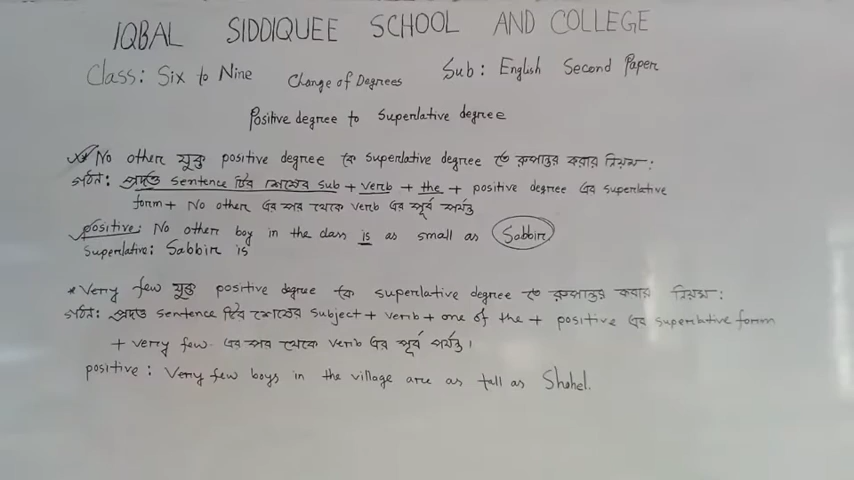 IQBAL SIDDIQUEE SCHOOL AND COLLEGE
Class: Six to Nine Change of Degrees Sub: English Second Paper
Positive degree to Superlative degree
* No other যুক্ত positive degree কে superlative degree তে রুপান্তর করার নিয়ম:
গঠন: প্রদত্ত sentence টির শেষের sub + verb + the + positive degree এর superlative
form + No other এর পর থেকে verb এর পূর্ব পর্যন্ত
positive: No other boy in the class is as small as Sabbir
Superlative: Sabbir is
* Very few যুক্ত positive degree কে superlative degree তে রুপান্তর করার নিয়ম:
গঠন: প্রদত্ত sentence টির শেষের subject + verb + one of the + positive এর superlative form
+ very few এর পর থেকে verb এর পূর্ব পর্যন্ত।
positive: Very few boys in the village are as tall as Shohel.